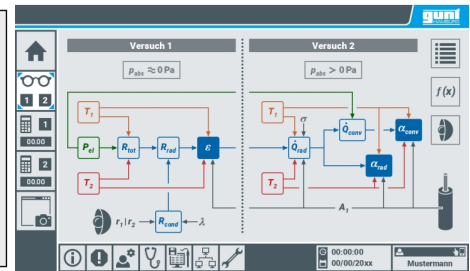 gunt
HAMBURG
Versuch 1
Versuch 2
p_abs ≈ 0 Pa
p_abs > 0 Pa
T_1
P_el
R_tot
R_rad
ε
T_2
r_1 | r_2
R_cond
λ
T_1
σ
Q̇_rad
Q̇_conv
α_conv
α_rad
T_2
A_1
1 2
1
00.00
2
00.00
f(x)
00:00:00
00/00/20xx
Mustermann